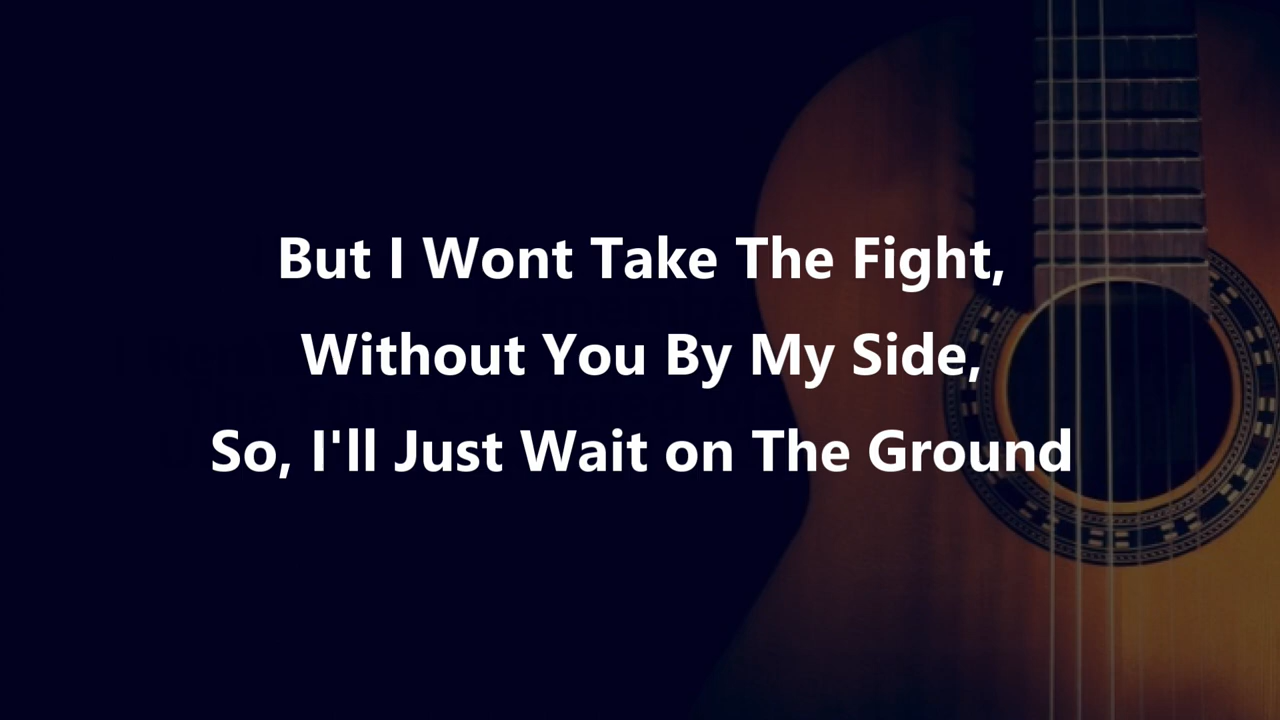 But I Wont Take The Fight,
Without You By My Side,
So, I'll Just Wait on The Ground